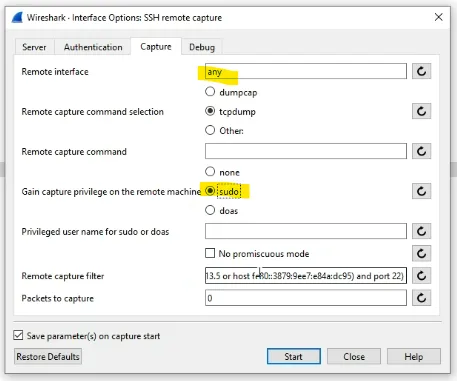 Wireshark · Interface Options: SSH remote capture
Server Authentication Capture Debug
Remote interface any
dumpcap
Remote capture command selection tcpdump
Other:
Remote capture command
none
Gain capture privilege on the remote machine sudo
doas
Privileged user name for sudo or doas
No promiscuous mode
Remote capture filter 13.5 or host fe80::3879:9ee7:e84a:dc95) and port 22)
Packets to capture 0
Save parameter(s) on capture start
Restore Defaults Start Close Help